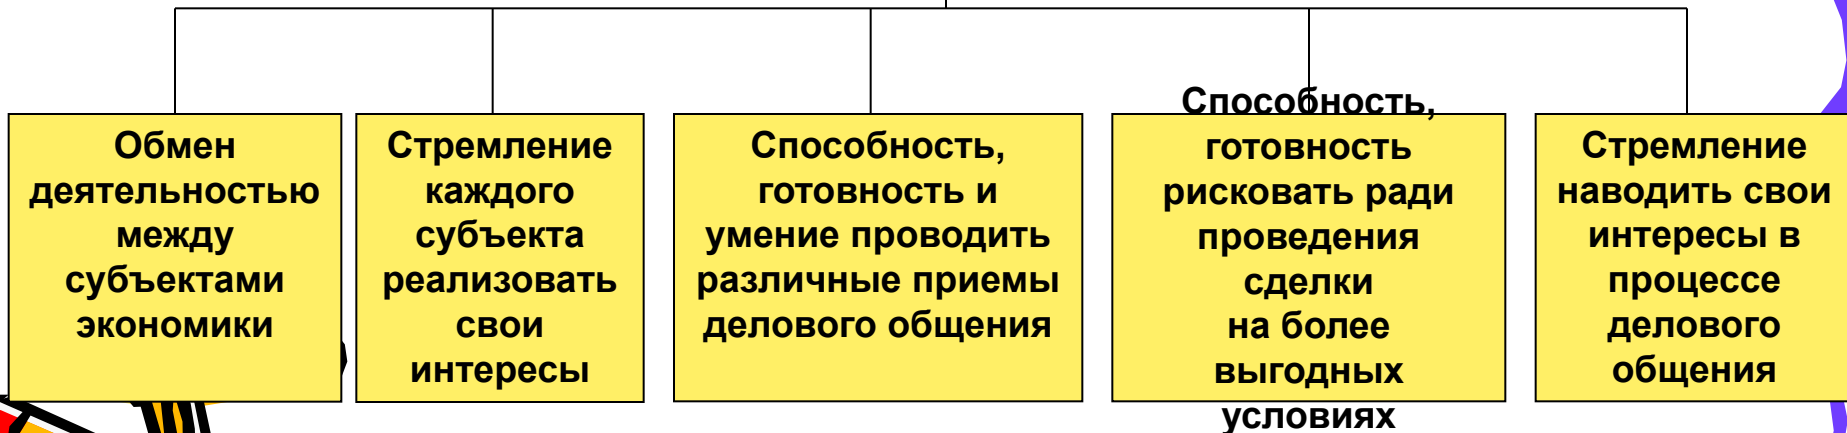 Обмен
деятельностью
между
субъектами
экономики
Стремление
каждого
субъекта
реализовать
свои
интересы
Способность,
готовность и
умение проводить
различные приемы
делового общения
Способность,
готовность
рисковать ради
проведения
сделки
на более
выгодных
условиях
Стремление
наводить свои
интересы в
процессе
делового
общения